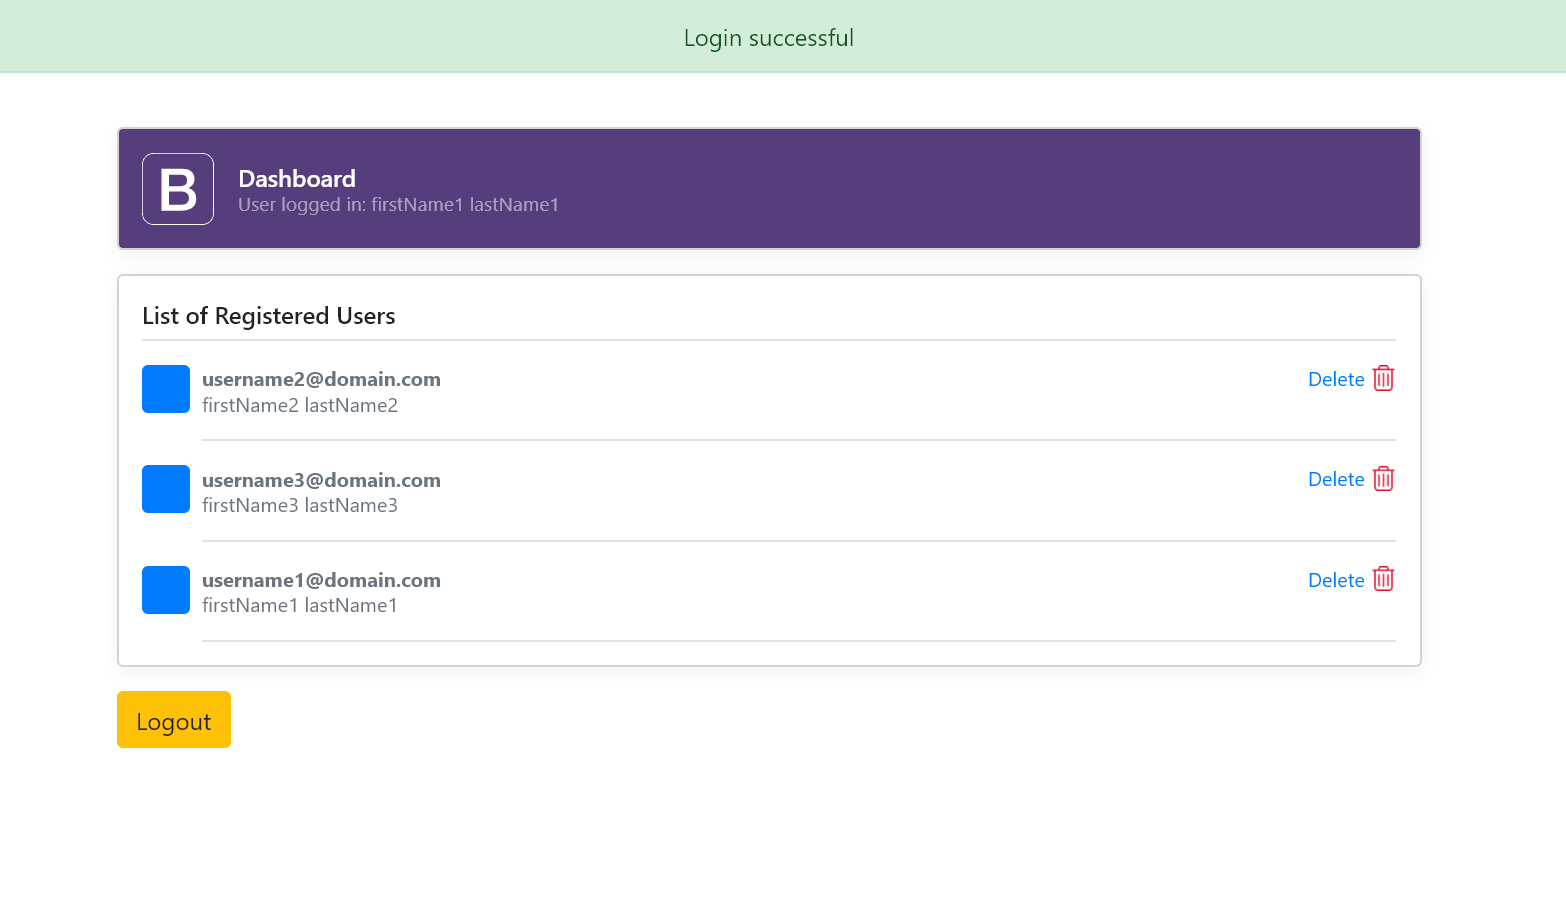 Login successful
B
Dashboard
User logged in: firstName1 lastName1
List of Registered Users
username2@domain.com
Delete
firstName2 lastName2
username3@domain.com
Delete
firstName3 lastName3
username1@domain.com
Delete
firstName1 lastName1
Logout